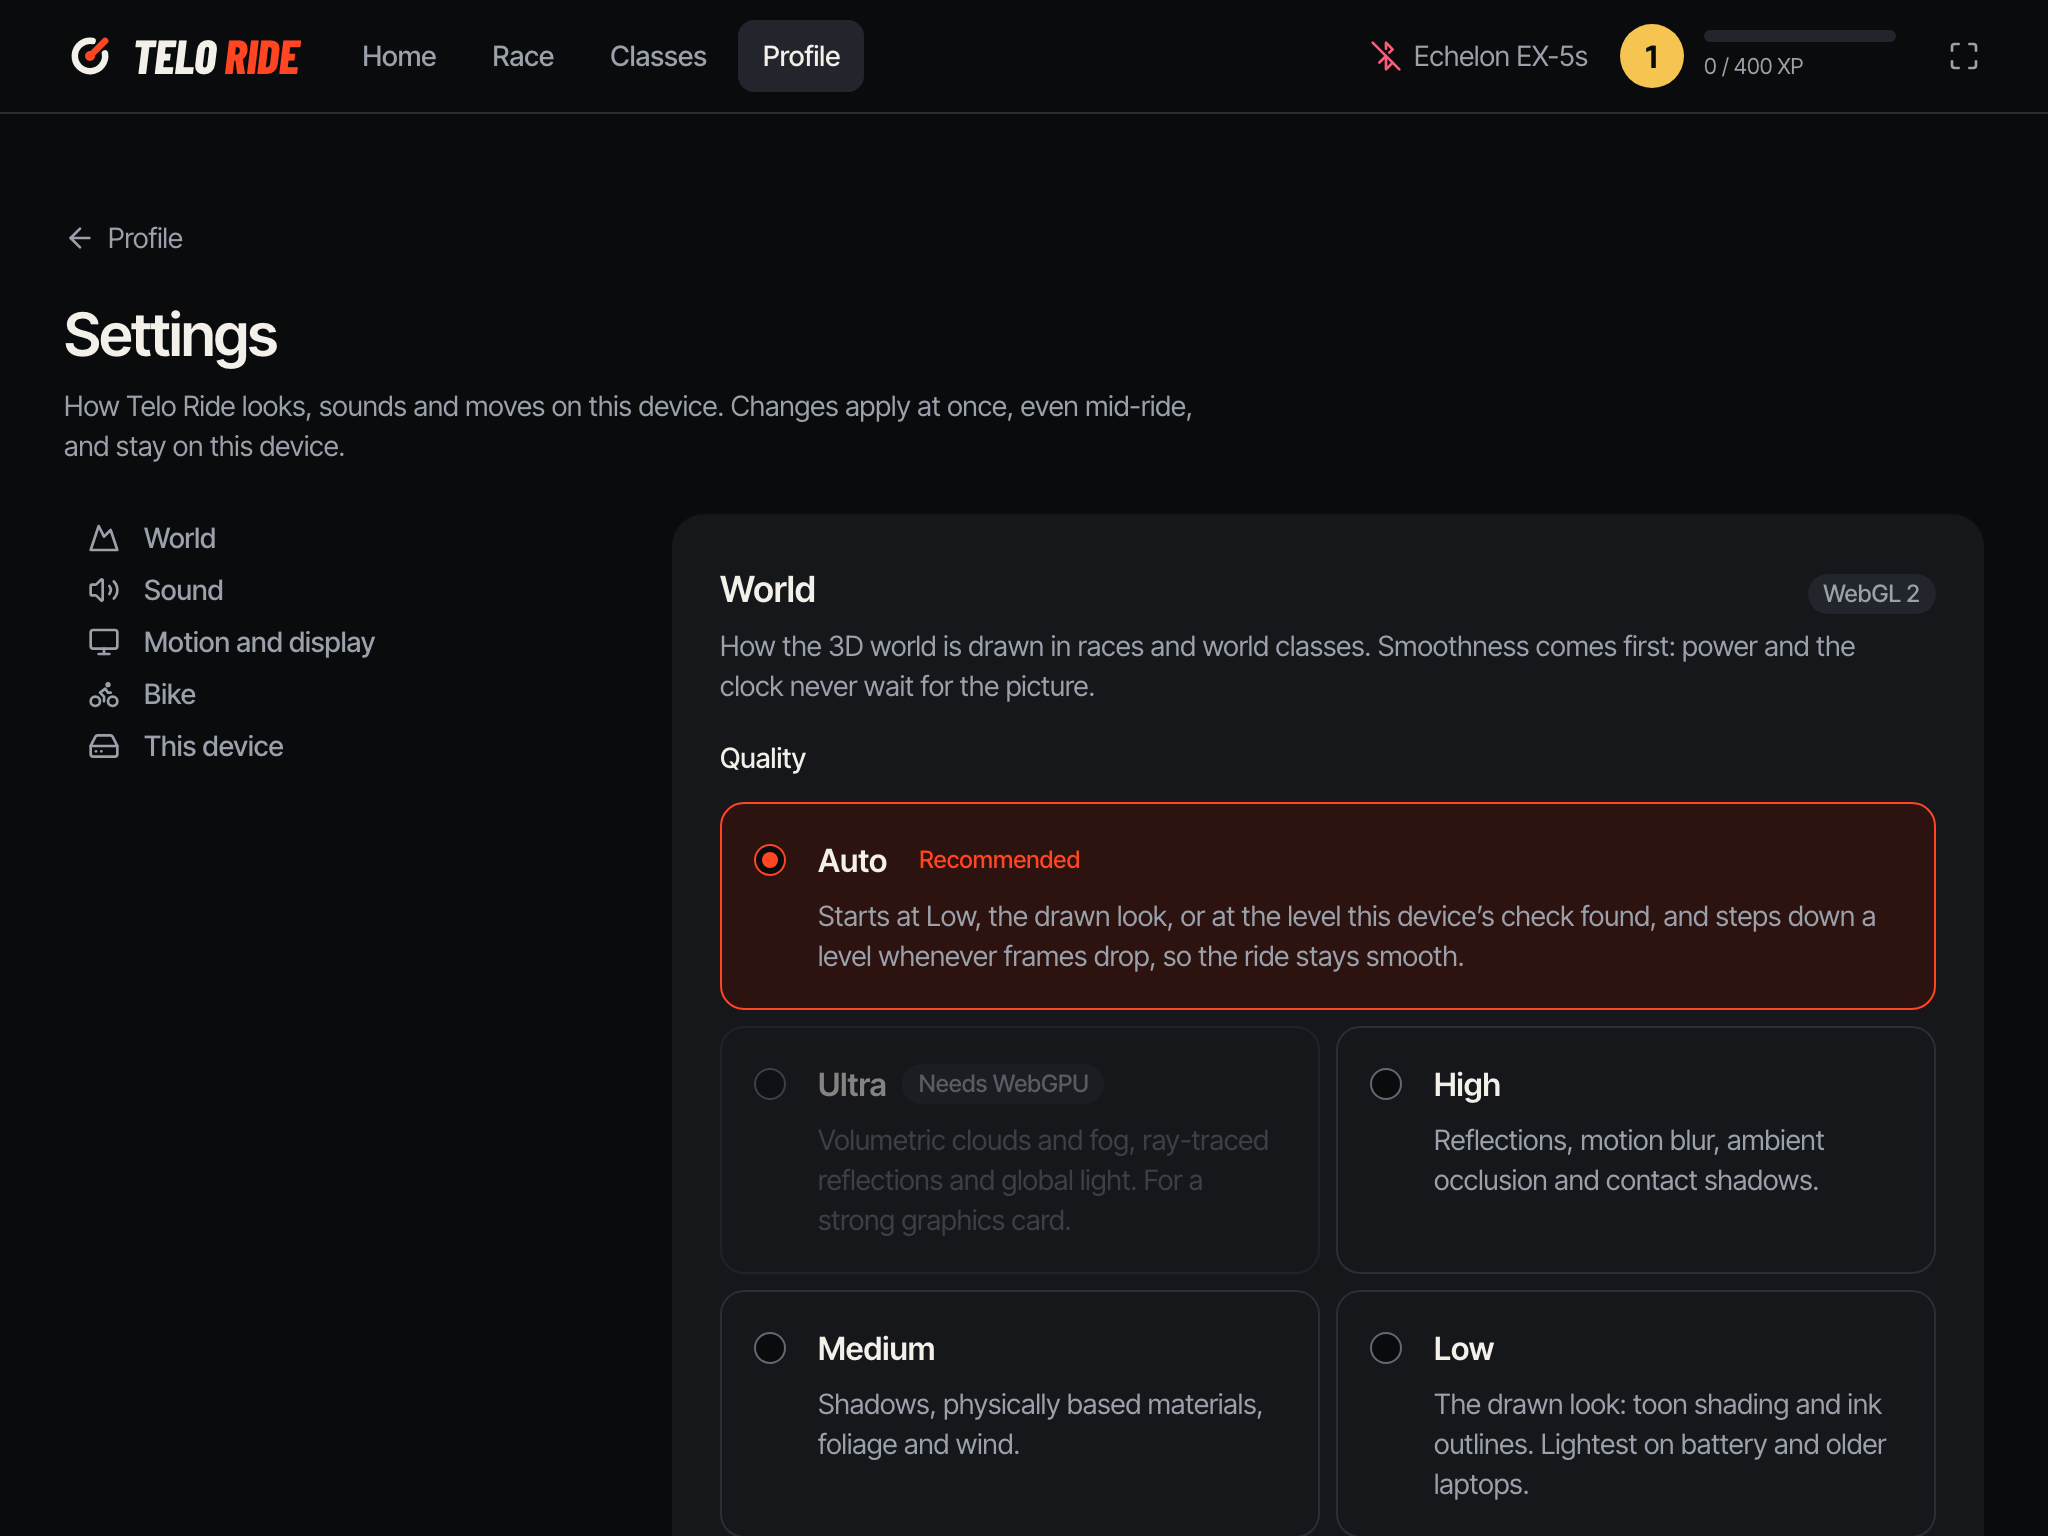 TELO RIDE
Home
Race
Classes
Profile
Echelon EX-5s
1
0 / 400 XP
Profile
Settings
How Telo Ride looks, sounds and moves on this device. Changes apply at once, even mid-ride,
and stay on this device.
World
Sound
Motion and display
Bike
This device
World
WebGL 2
How the 3D world is drawn in races and world classes. Smoothness comes first: power and the
clock never wait for the picture.
Quality
Auto
Recommended
Starts at Low, the drawn look, or at the level this device’s check found, and steps down a
level whenever frames drop, so the ride stays smooth.
Ultra
Needs WebGPU
Volumetric clouds and fog, ray-traced
reflections and global light. For a
strong graphics card.
High
Reflections, motion blur, ambient
occlusion and contact shadows.
Medium
Shadows, physically based materials,
foliage and wind.
Low
The drawn look: toon shading and ink
outlines. Lightest on battery and older
laptops.